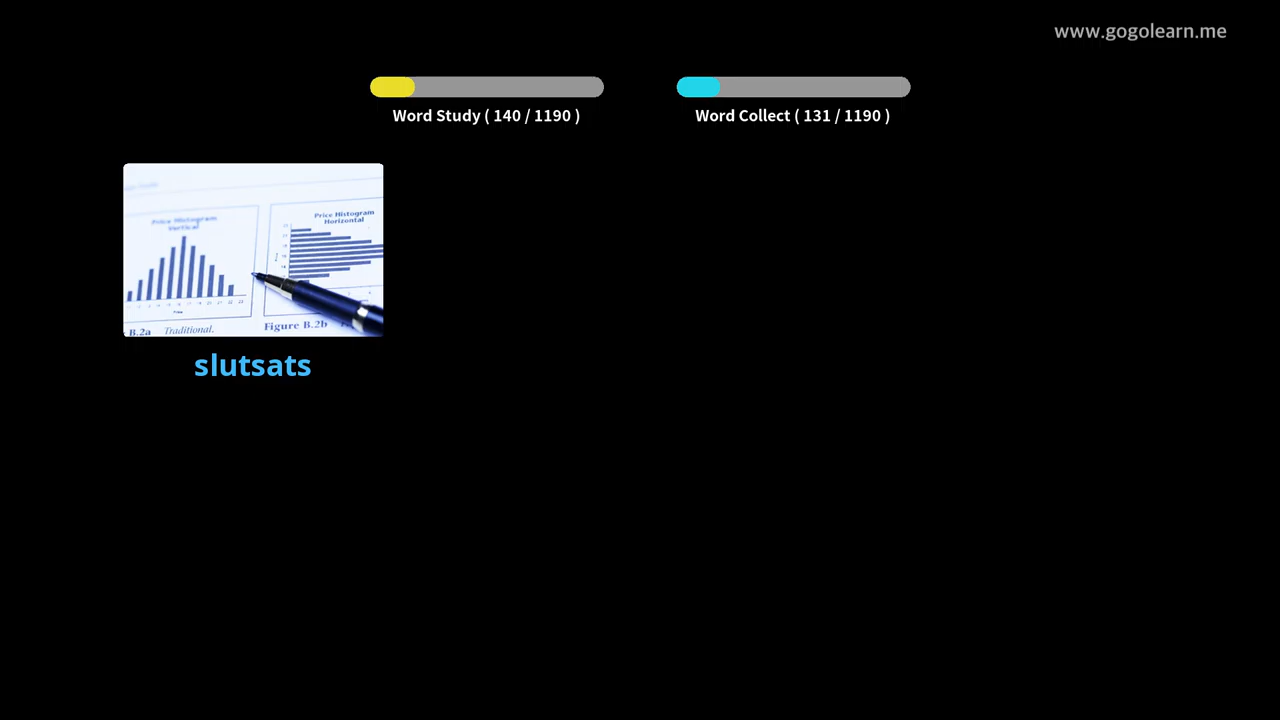 www.gogolearn.me
Word Study ( 140 / 1190 )
Word Collect ( 131 / 1190 )
Price Histogram
Vertical
Price Histogram
Horizontal
Price
B.2a Traditional.
Figure B.2b
slutsats